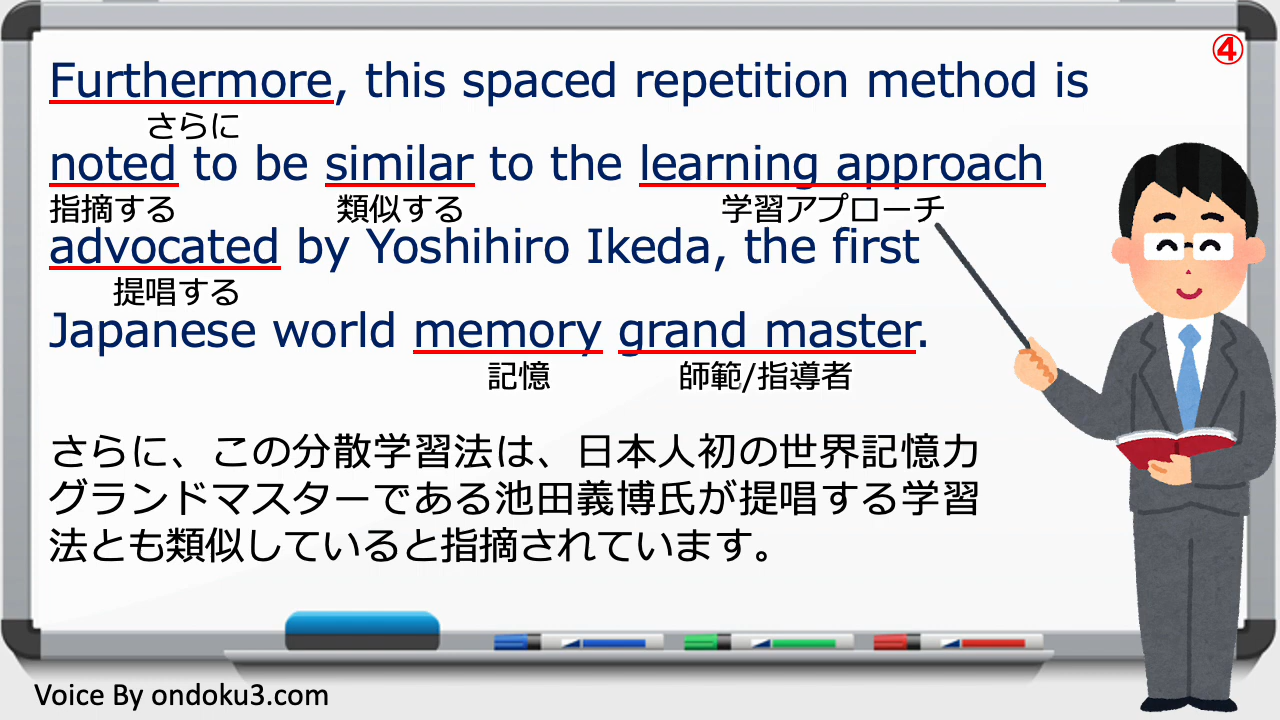 ④
Furthermore, this spaced repetition method is
さらに
noted to be similar to the learning approach
指摘する 類似する 学習アプローチ
advocated by Yoshihiro Ikeda, the first
提唱する
Japanese world memory grand master.
記憶 師範/指導者
さらに、この分散学習法は、日本人初の世界記憶力
グランドマスターである池田義博氏が提唱する学習
法とも類似していると指摘されています。
Voice By ondoku3.com